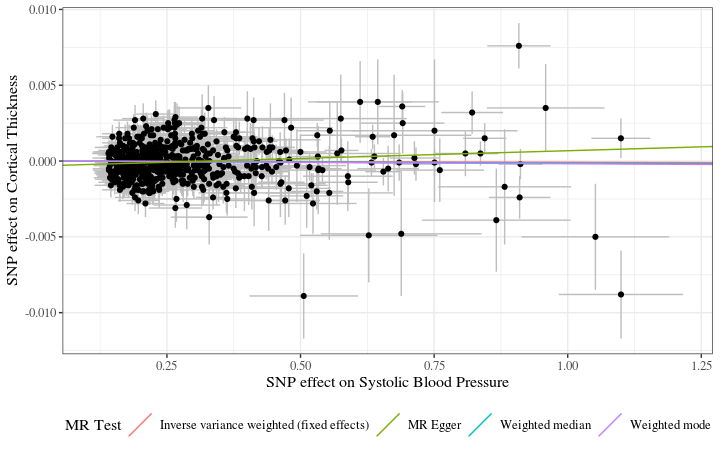 0.010
0.005
0.000
-0.005
-0.010
SNP effect on Cortical Thickness
0.25 0.50 0.75 1.00 1.25
SNP effect on Systolic Blood Pressure
MR Test Inverse variance weighted (fixed effects) MR Egger Weighted median Weighted mode